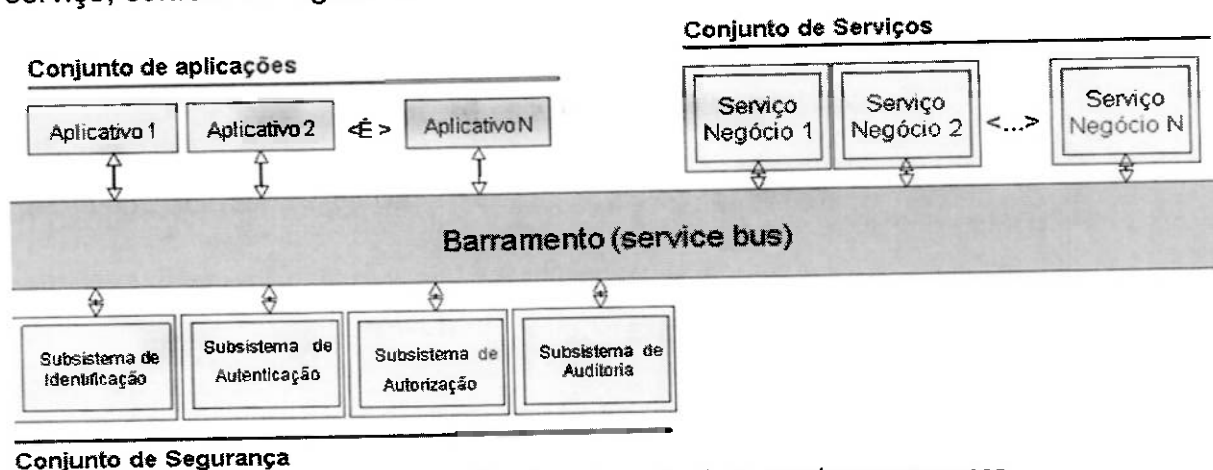 Conjunto de Serviços
Conjunto de aplicações
Aplicativo 1
Aplicativo 2
<É >
Aplicativo N
Serviço
Negócio 1
Serviço
Negócio 2
<...>
Serviço
Negócio N
Barramento (service bus)
Subsistema de
Identificação
Subsistema de
Autenticação
Subsistema de
Autorização
Subsistema de
Auditoria
Conjunto de Segurança